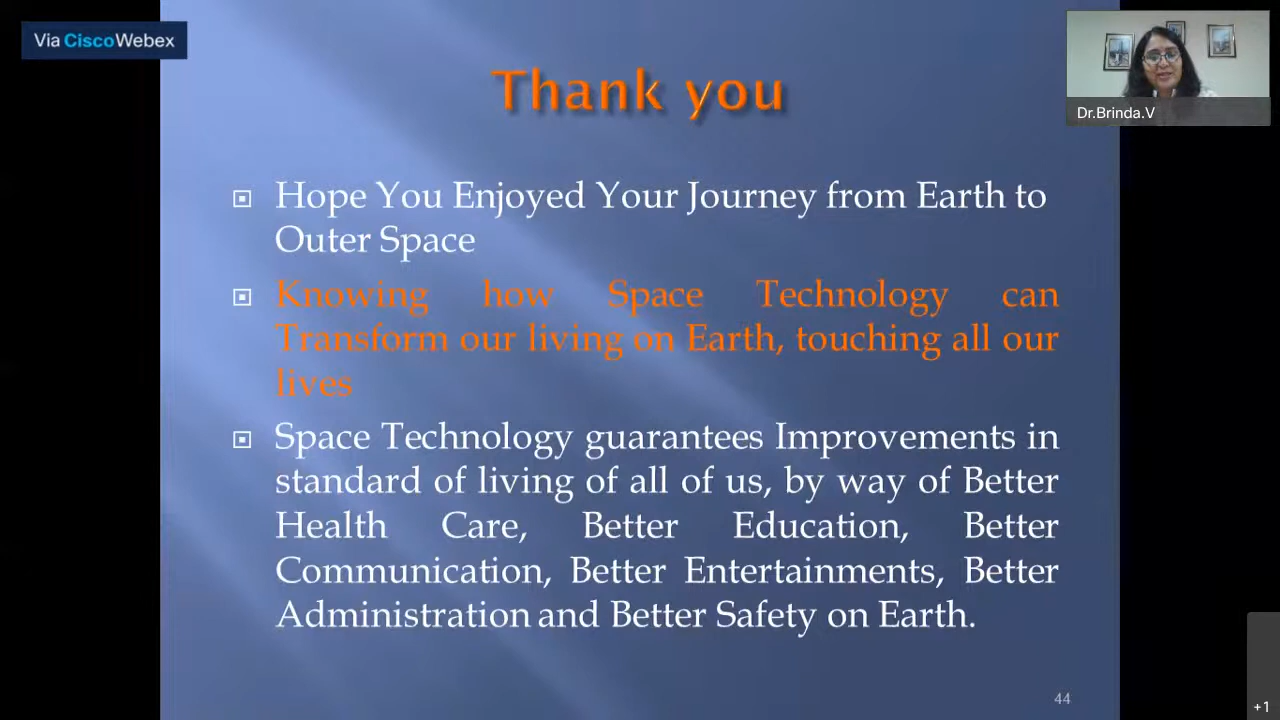 Via CiscoWebex
Thank you
Dr.Brinda.V
Hope You Enjoyed Your Journey from Earth to
Outer Space
Knowing how Space Technology can
Transform our living on Earth, touching all our
lives
Space Technology guarantees Improvements in
standard of living of all of us, by way of Better
Health Care, Better Education, Better
Communication, Better Entertainments, Better
Administration and Better Safety on Earth.
44
+1